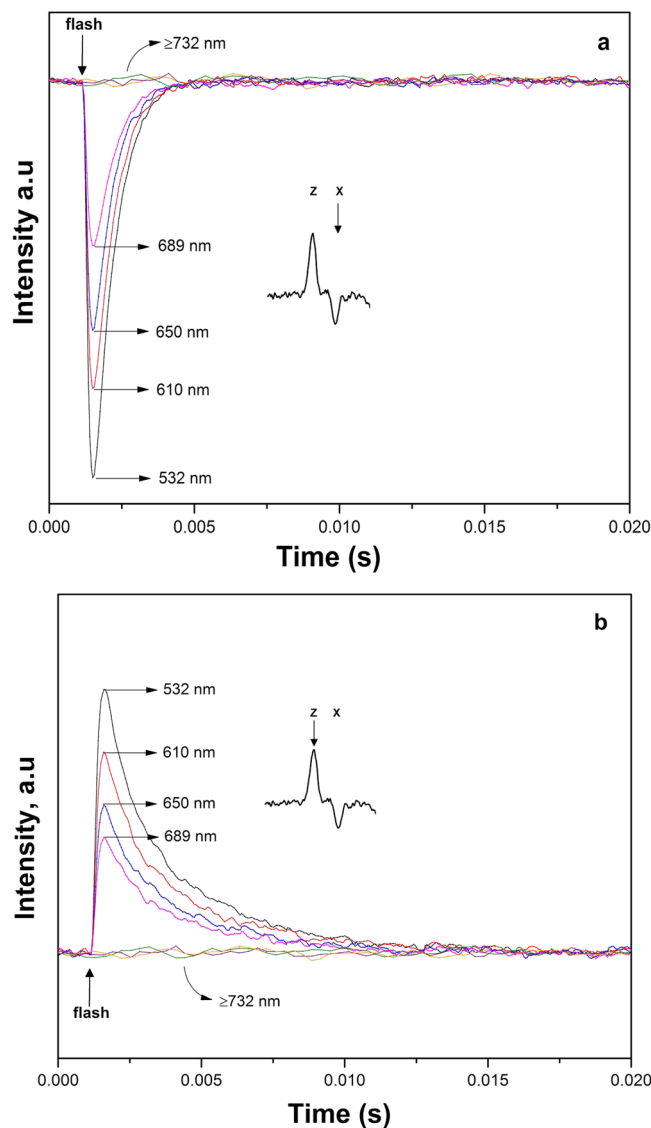 flash
≥732 nm
a
z x
689 nm
650 nm
610 nm
532 nm
Intensity a.u
0.000 0.005 0.010 0.015 0.020
Time (s)
b
532 nm
z x
610 nm
650 nm
689 nm
Intensity, a.u
flash
≥732 nm
0.000 0.005 0.010 0.015 0.020
Time (s)